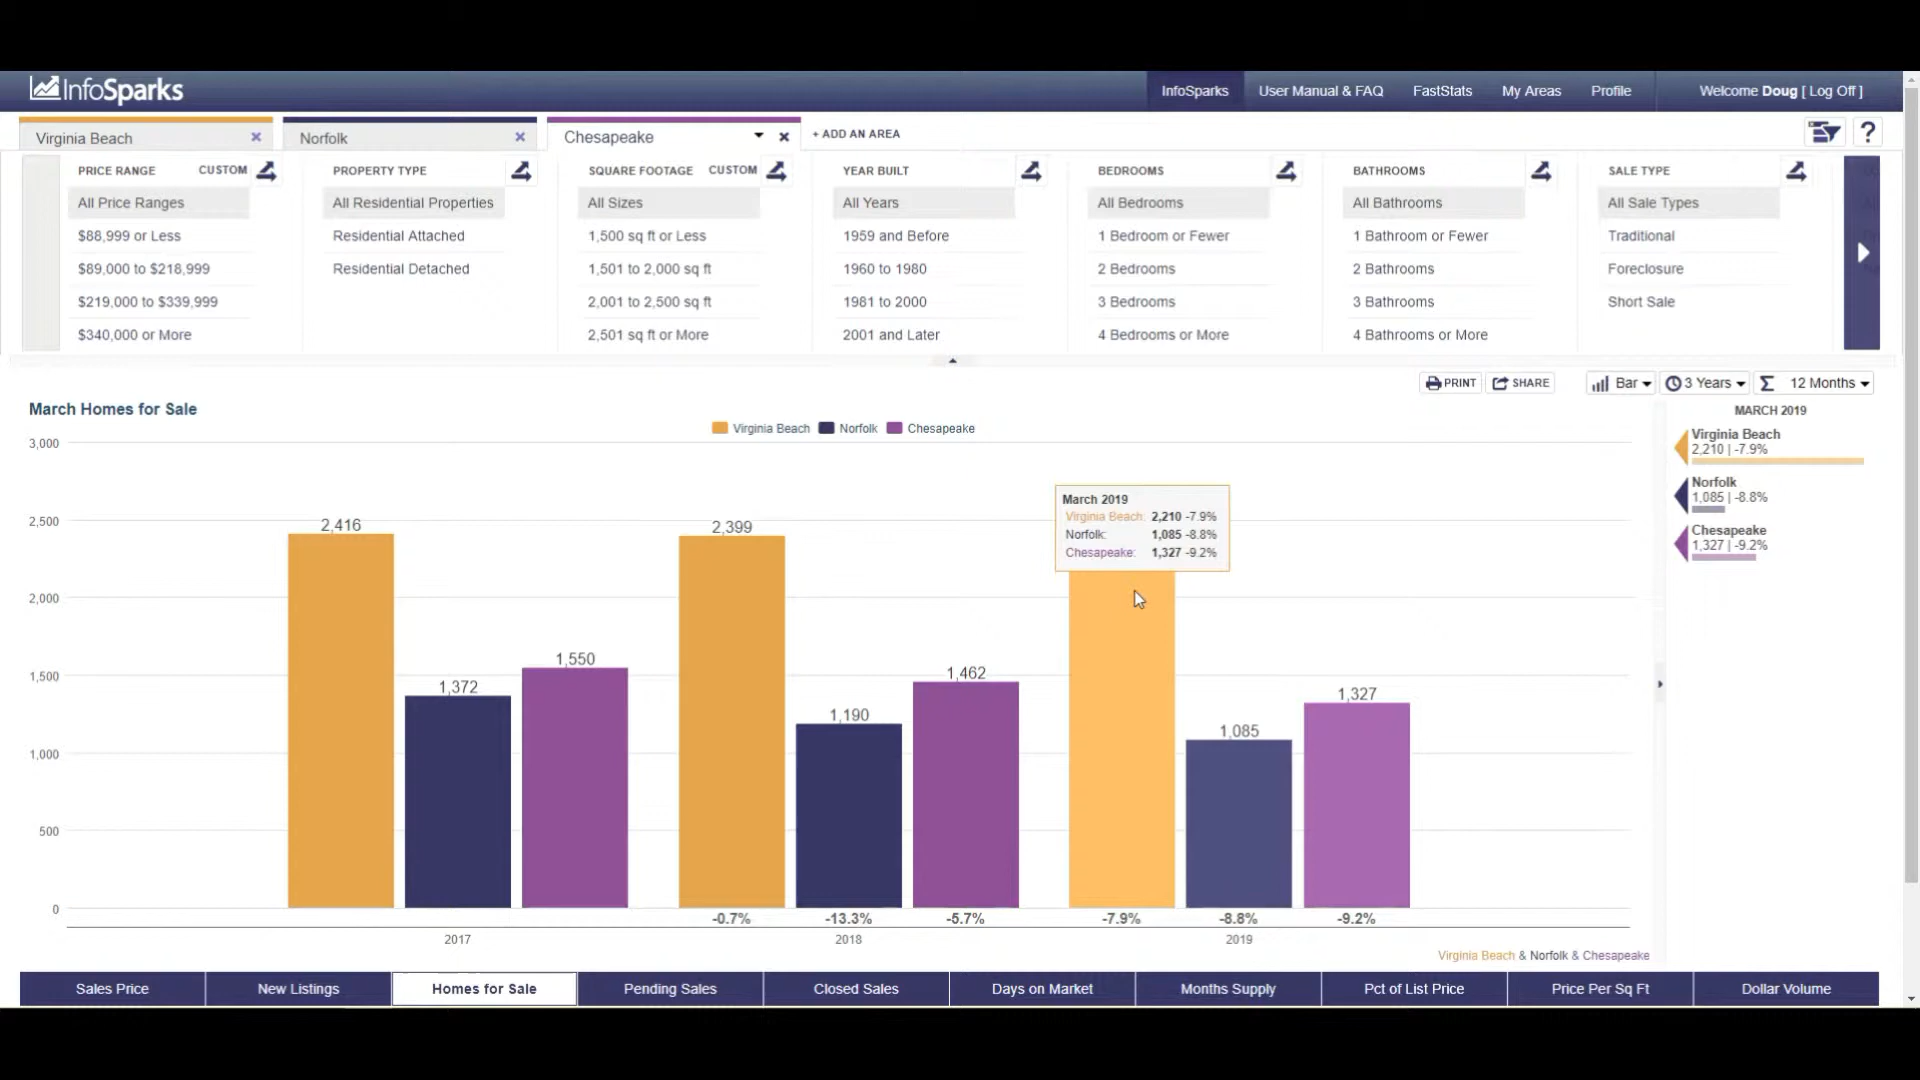 InfoSparks
InfoSparks User Manual & FAQ FastStats My Areas Profile Welcome Doug [ Log Off ]
Virginia Beach × Norfolk × Chesapeake × + ADD AN AREA ?
PRICE RANGE CUSTOM
All Price Ranges
$88,999 or Less
$89,000 to $218,999
$219,000 to $339,999
$340,000 or More
PROPERTY TYPE
All Residential Properties
Residential Attached
Residential Detached
SQUARE FOOTAGE CUSTOM
All Sizes
1,500 sq ft or Less
1,501 to 2,000 sq ft
2,001 to 2,500 sq ft
2,501 sq ft or More
YEAR BUILT
All Years
1959 and Before
1960 to 1980
1981 to 2000
2001 and Later
BEDROOMS
All Bedrooms
1 Bedroom or Fewer
2 Bedrooms
3 Bedrooms
4 Bedrooms or More
BATHROOMS
All Bathrooms
1 Bathroom or Fewer
2 Bathrooms
3 Bathrooms
4 Bathrooms or More
SALE TYPE
All Sale Types
Traditional
Foreclosure
Short Sale
PRINT SHARE Bar 3 Years Σ 12 Months
March Homes for Sale
Virginia Beach Norfolk Chesapeake
3,000
2,500
2,000
1,500
1,000
500
0
2,416
1,372
1,550
2,399
1,190
1,462
1,085
1,327
March 2019
Virginia Beach: 2,210 -7.9%
Norfolk: 1,085 -8.8%
Chesapeake: 1,327 -9.2%
-0.7% -13.3% -5.7% -7.9% -8.8% -9.2%
2017 2018 2019
Virginia Beach & Norfolk & Chesapeake
MARCH 2019
Virginia Beach
2,210 | -7.9%
Norfolk
1,085 | -8.8%
Chesapeake
1,327 | -9.2%
Sales Price New Listings Homes for Sale Pending Sales Closed Sales Days on Market Months Supply Pct of List Price Price Per Sq Ft Dollar Volume